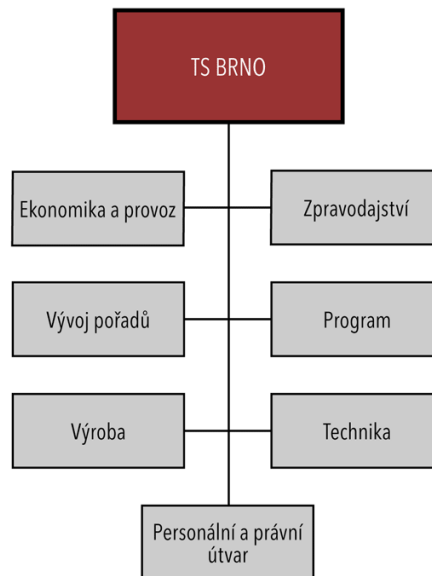 TS BRNO
Ekonomika a provoz
Zpravodajství
Vývoj pořadů
Program
Výroba
Technika
Personální a právní
útvar